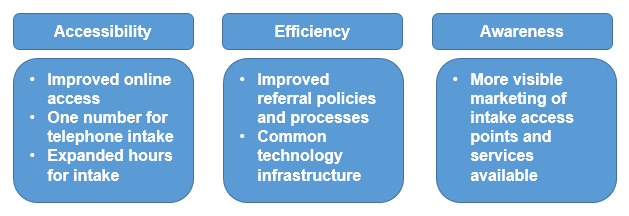 Accessibility
• Improved online
access
• One number for
telephone intake
• Expanded hours
for intake
Efficiency
• Improved
referral policies
and processes
• Common
technology
infrastructure
Awareness
• More visible
marketing of
intake access
points and
services
available